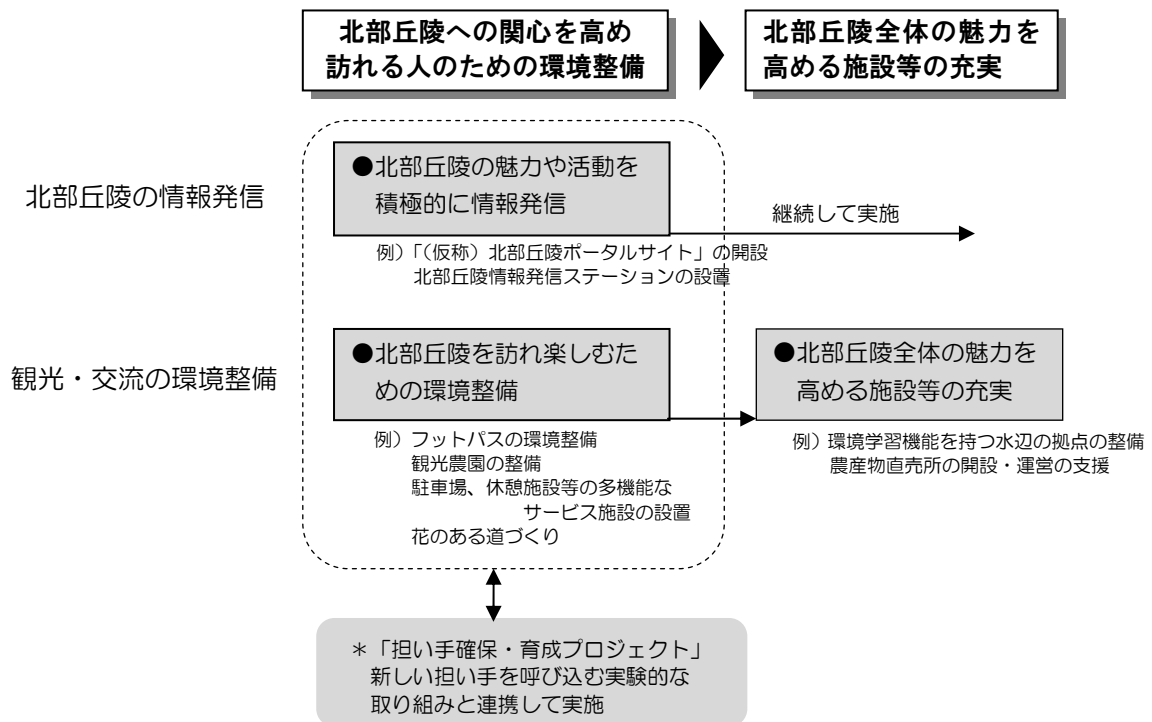 北部丘陵への関心を高め
訪れる人のための環境整備
北部丘陵全体の魅力を
高める施設等の充実
北部丘陵の情報発信
●北部丘陵の魅力や活動を
積極的に情報発信
継続して実施
例）「（仮称）北部丘陵ポータルサイト」の開設
北部丘陵情報発信ステーションの設置
観光・交流の環境整備
●北部丘陵を訪れ楽しむた
めの環境整備
例）フットパスの環境整備
観光農園の整備
駐車場、休憩施設等の多機能な
サービス施設の設置
花のある道づくり
●北部丘陵全体の魅力を
高める施設等の充実
例）環境学習機能を持つ水辺の拠点の整備
農産物直売所の開設・運営の支援
＊「担い手確保・育成プロジェクト」
新しい担い手を呼び込む実験的な
取り組みと連携して実施